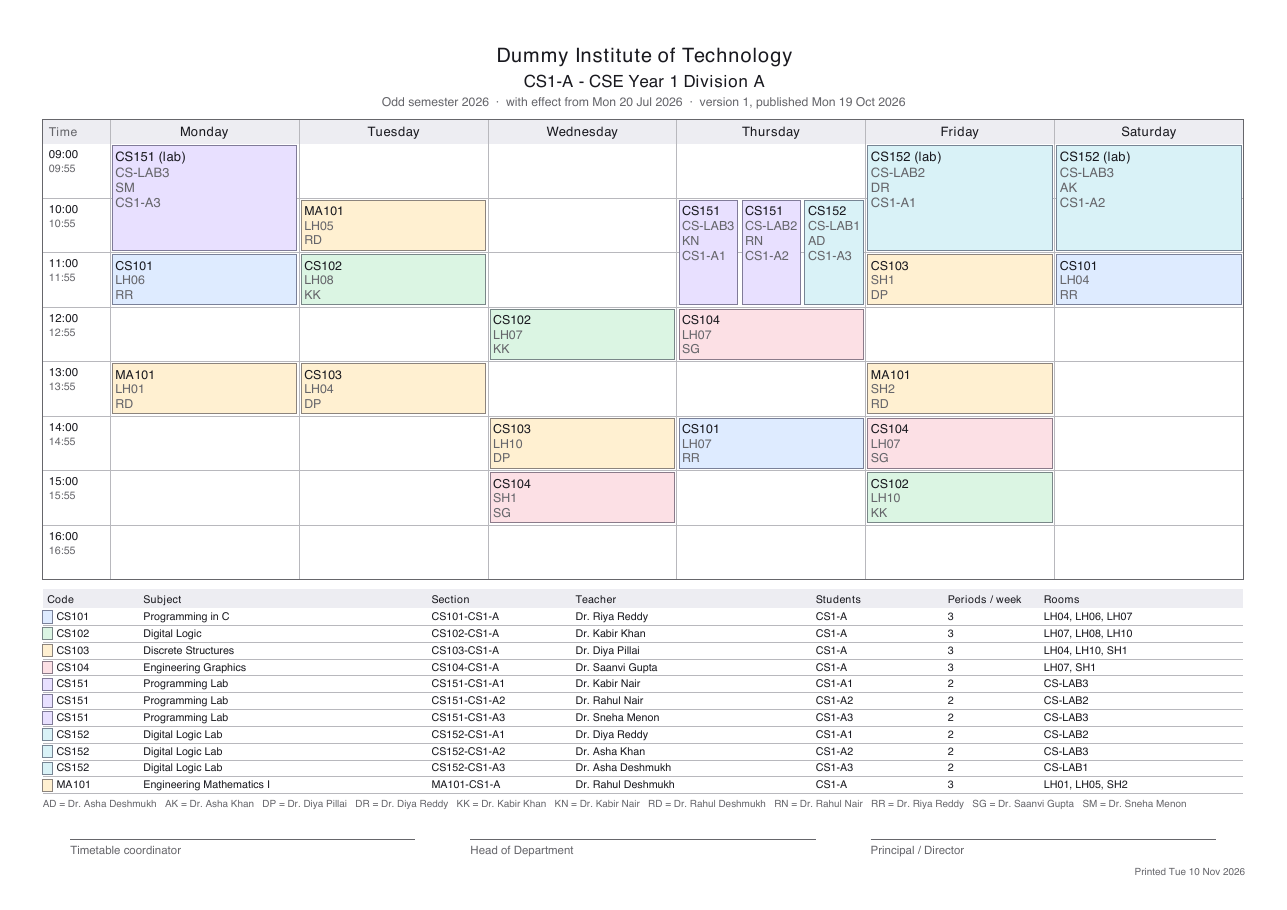 Dummy Institute of Technology
CS1-A - CSE Year 1 Division A
Odd semester 2026 · with effect from Mon 20 Jul 2026 · version 1, published Mon 19 Oct 2026
Time Monday Tuesday Wednesday Thursday Friday Saturday
09:00
09:55
CS151 (lab)
CS-LAB3
SM
CS1-A3
CS152 (lab)
CS-LAB2
DR
CS1-A1
CS152 (lab)
CS-LAB3
AK
CS1-A2
10:00
10:55
MA101
LH05
RD
CS151
CS-LAB3
KN
CS1-A1
CS151
CS-LAB2
RN
CS1-A2
CS152
CS-LAB1
AD
CS1-A3
11:00
11:55
CS101
LH06
RR
CS102
LH08
KK
CS103
SH1
DP
CS101
LH04
RR
12:00
12:55
CS102
LH07
KK
CS104
LH07
SG
13:00
13:55
MA101
LH01
RD
CS103
LH04
DP
MA101
SH2
RD
14:00
14:55
CS103
LH10
DP
CS101
LH07
RR
CS104
LH07
SG
15:00
15:55
CS104
SH1
SG
CS102
LH10
KK
16:00
16:55
Code Subject Section Teacher Students Periods / week Rooms
CS101 Programming in C CS101-CS1-A Dr. Riya Reddy CS1-A 3 LH04, LH06, LH07
CS102 Digital Logic CS102-CS1-A Dr. Kabir Khan CS1-A 3 LH07, LH08, LH10
CS103 Discrete Structures CS103-CS1-A Dr. Diya Pillai CS1-A 3 LH04, LH10, SH1
CS104 Engineering Graphics CS104-CS1-A Dr. Saanvi Gupta CS1-A 3 LH07, SH1
CS151 Programming Lab CS151-CS1-A1 Dr. Kabir Nair CS1-A1 2 CS-LAB3
CS151 Programming Lab CS151-CS1-A2 Dr. Rahul Nair CS1-A2 2 CS-LAB2
CS151 Programming Lab CS151-CS1-A3 Dr. Sneha Menon CS1-A3 2 CS-LAB3
CS152 Digital Logic Lab CS152-CS1-A1 Dr. Diya Reddy CS1-A1 2 CS-LAB2
CS152 Digital Logic Lab CS152-CS1-A2 Dr. Asha Khan CS1-A2 2 CS-LAB3
CS152 Digital Logic Lab CS152-CS1-A3 Dr. Asha Deshmukh CS1-A3 2 CS-LAB1
MA101 Engineering Mathematics I MA101-CS1-A Dr. Rahul Deshmukh CS1-A 3 LH01, LH05, SH2
AD = Dr. Asha Deshmukh AK = Dr. Asha Khan DP = Dr. Diya Pillai DR = Dr. Diya Reddy KK = Dr. Kabir Khan KN = Dr. Kabir Nair RD = Dr. Rahul Deshmukh RN = Dr. Rahul Nair RR = Dr. Riya Reddy SG = Dr. Saanvi Gupta SM = Dr. Sneha Menon
Timetable coordinator Head of Department Principal / Director
Printed Tue 10 Nov 2026